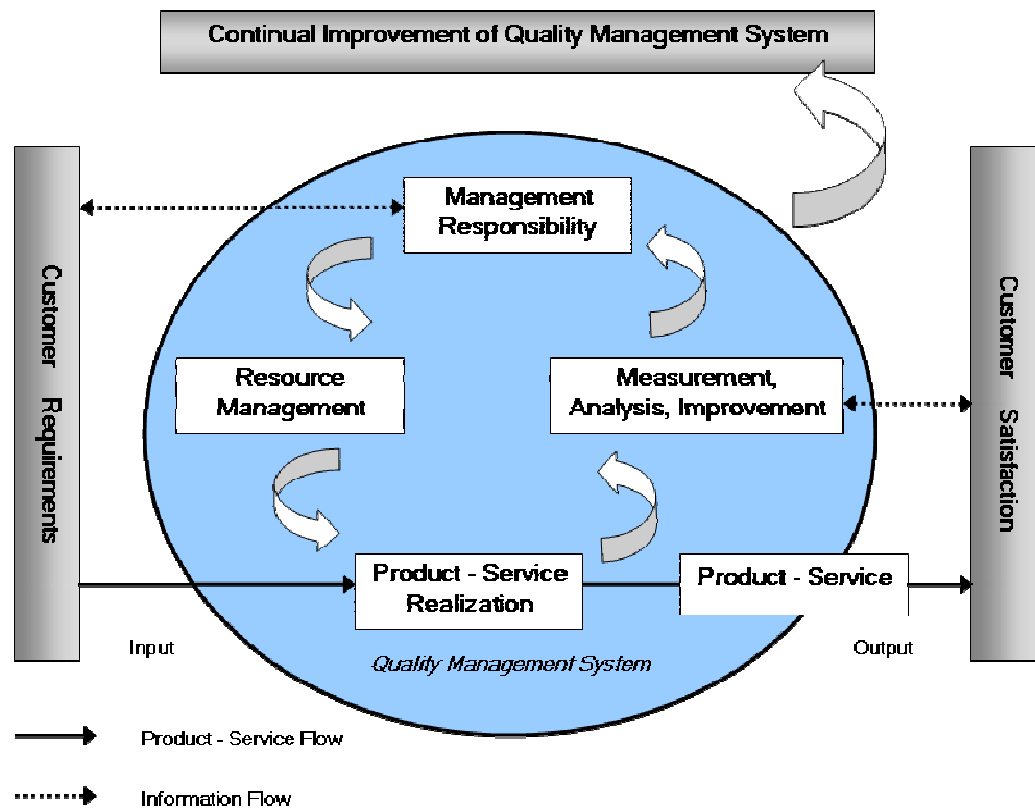 Continual Improvement of Quality Management System
Customer Requirements
Management
Responsibility
Resource
Management
Measurement,
Analysis, Improvement
Customer Satisfaction
Product - Service
Realization
Product - Service
Input
Output
Quality Management System
Product - Service Flow
Information Flow